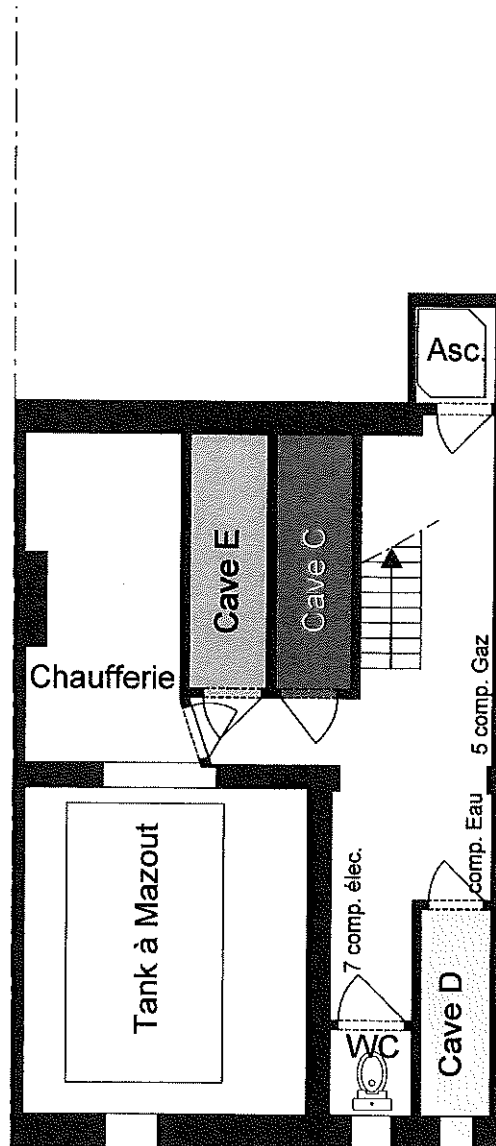 Asc.
Cave E
Cave C
Chaufferie
5 comp. Gaz
Tank à Mazout
comp. Eau
7 comp. élec.
WC
Cave D